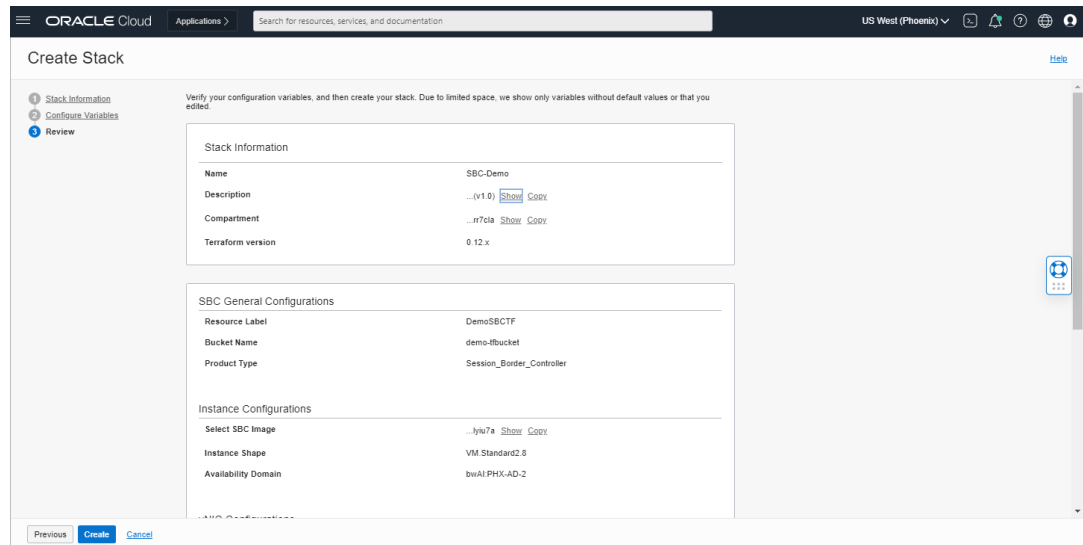 ORACLE Cloud
Applications >
Search for resources, services, and documentation
US West (Phoenix)
Create Stack
Help
1 Stack Information
2 Configure Variables
3 Review
Verify your configuration variables, and then create your stack. Due to limited space, we show only variables without default values or that you
edited.
Stack Information
Name SBC-Demo
Description ...(v1.0) Show Copy
Compartment ...rr7cla Show Copy
Terraform version 0.12.x
SBC General Configurations
Resource Label DemoSBCTF
Bucket Name demo-tfbucket
Product Type Session_Border_Controller
Instance Configurations
Select SBC Image ...lyiu7a Show Copy
Instance Shape VM.Standard2.8
Availability Domain bwAI:PHX-AD-2
vNIC Configurations
Previous Create Cancel